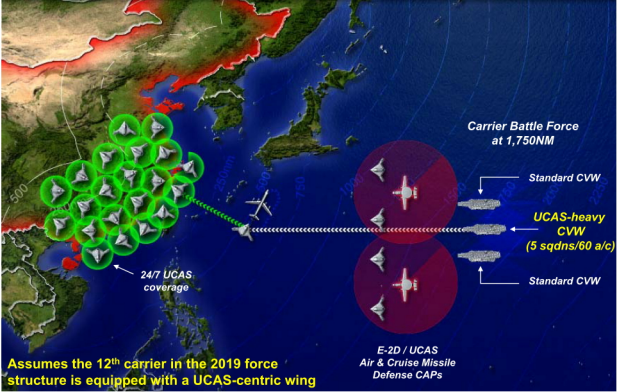 Carrier Battle Force
at 1,750NM
Standard CVW
UCAS-heavy
CVW
(5 sqdns/60 a/c)
Standard CVW
500
750
24/7 UCAS
coverage
E-2D / UCAS
Air & Cruise Missile
Defense CAPs
Assumes the 12th carrier in the 2019 force
structure is equipped with a UCAS-centric wing